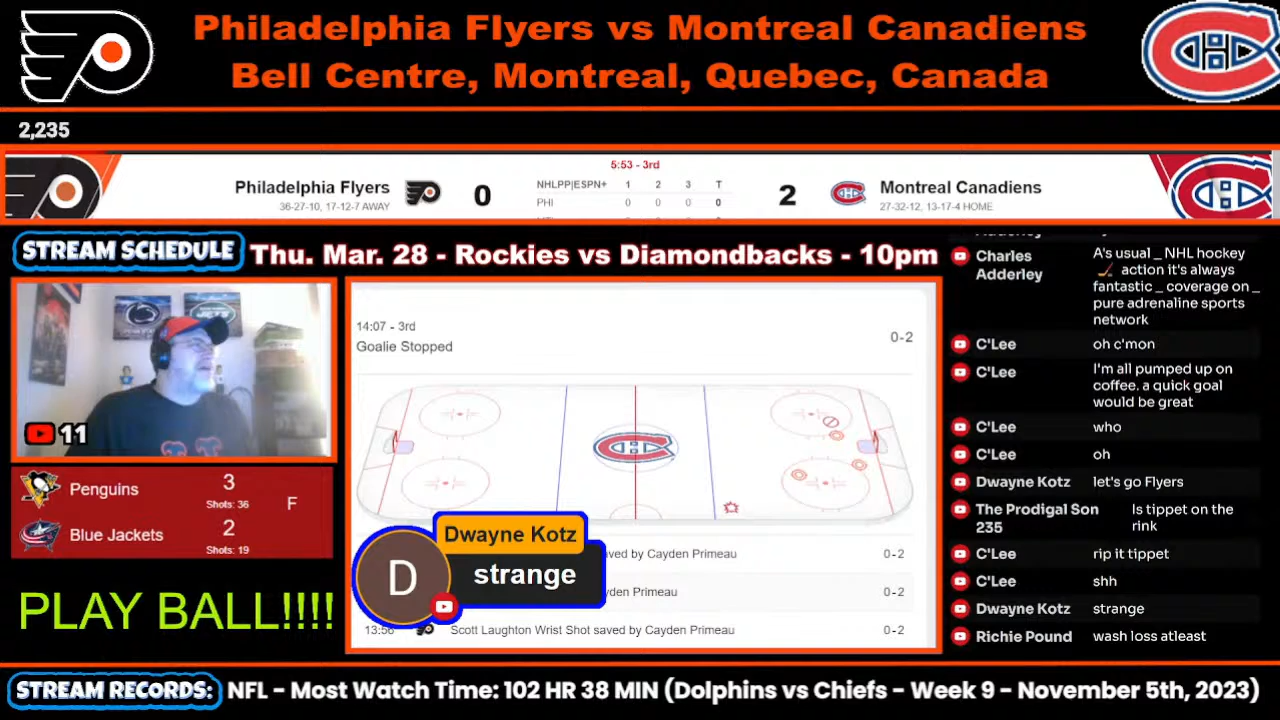 Philadelphia Flyers vs Montreal Canadiens
Bell Centre, Montreal, Quebec, Canada
2,235
5:53 - 3rd
Philadelphia Flyers
36-27-10, 17-12-7 AWAY
0
NHLPP|ESPN+ 1 2 3 T
PHI 0 0 0 0
2
Montreal Canadiens
27-32-12, 13-17-4 HOME
STREAM SCHEDULE
Thu. Mar. 28 - Rockies vs Diamondbacks - 10pm
11
Penguins 3
Shots: 36
F
Blue Jackets 2
Shots: 19
PLAY BALL!!!!
14:07 - 3rd
Goalie Stopped
0-2
saved by Cayden Primeau 0-2
yden Primeau 0-2
13:56 Scott Laughton Wrist Shot saved by Cayden Primeau 0-2
D
Dwayne Kotz
strange
Adderley
Charles
Adderley
A's usual _ NHL hockey
action it's always
fantastic _ coverage on _
pure adrenaline sports
network
C'Lee oh c'mon
C'Lee I'm all pumped up on
coffee. a quick goal
would be great
C'Lee who
C'Lee oh
Dwayne Kotz let's go Flyers
The Prodigal Son
235
Is tippet on the
rink
C'Lee rip it tippet
C'Lee shh
Dwayne Kotz strange
Richie Pound wash loss atleast
STREAM RECORDS:
NFL - Most Watch Time: 102 HR 38 MIN (Dolphins vs Chiefs - Week 9 - November 5th, 2023)